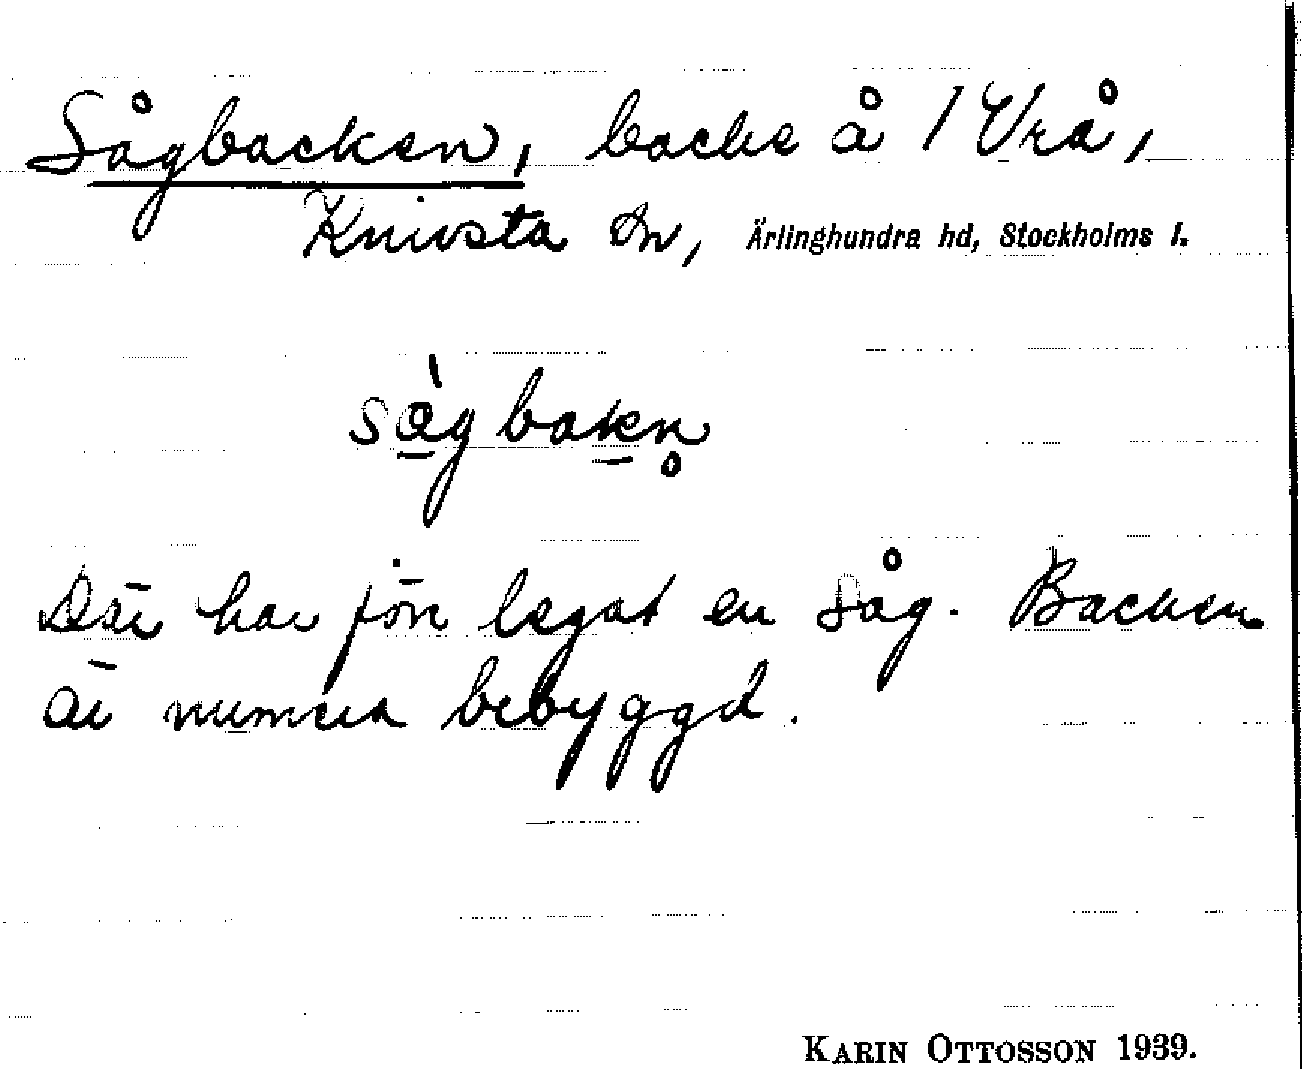 Sågbacken, backe å 1 Vrå,
Knivsta sn, Ärlinghundra hd, Stockholms l.
sàgbakn̥
Där har förr legat en såg. Backen
är numera bebyggd.
KARIN OTTOSSON 1939.